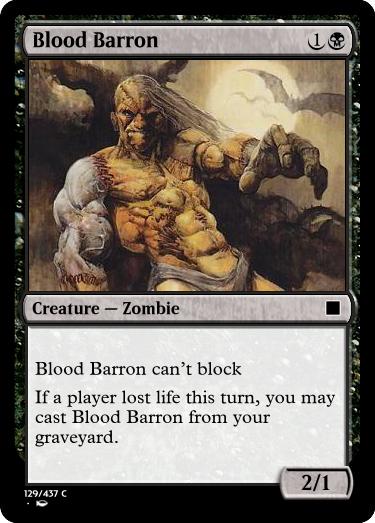 Blood Barron
1
Creature — Zombie
Blood Barron can't block
If a player lost life this turn, you may
cast Blood Barron from your
graveyard.
2/1
129/437 C